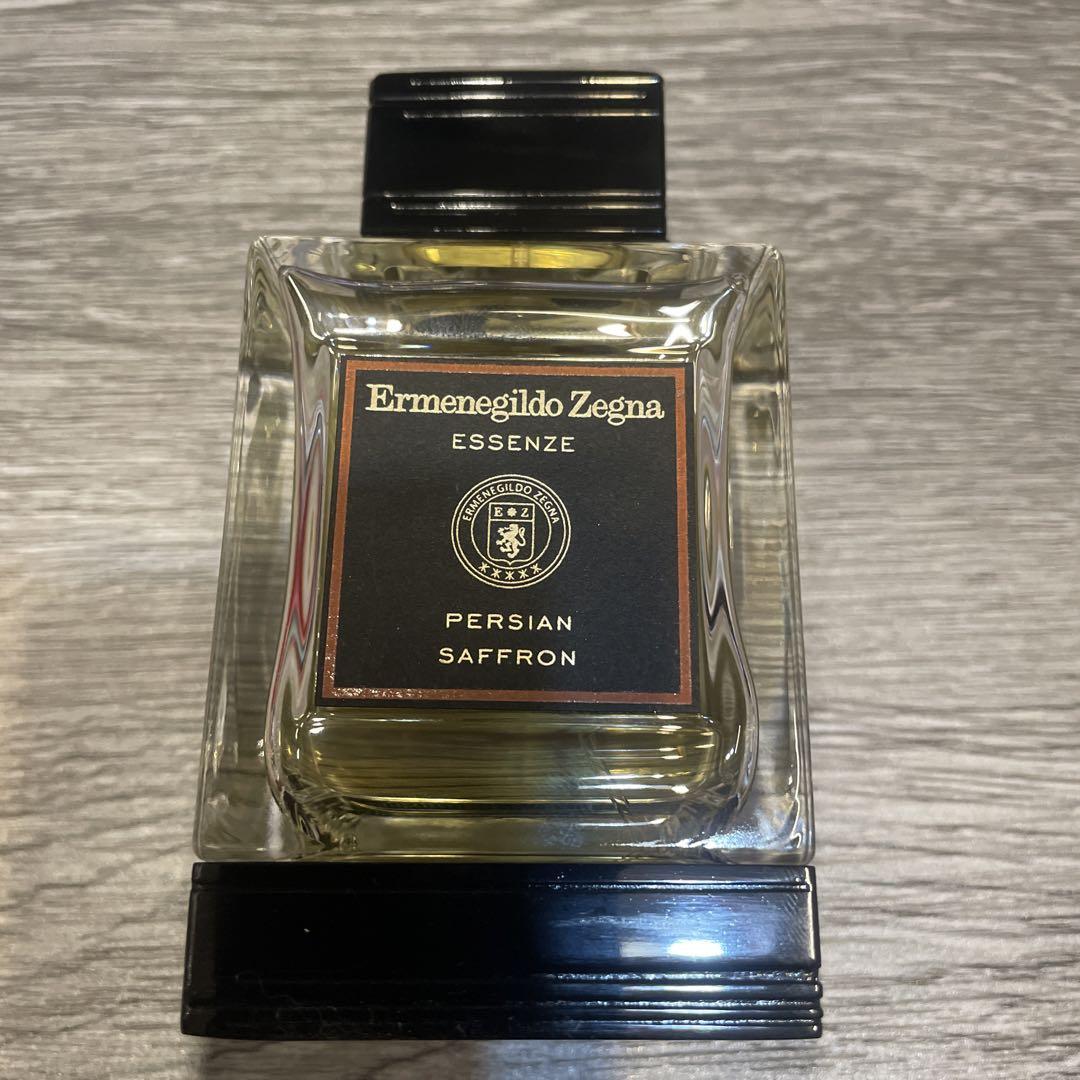 Ermenegildo Zegna
ESSENZE
ERMENEGILDO ZEGNA
E Z
PERSIAN
SAFFRON